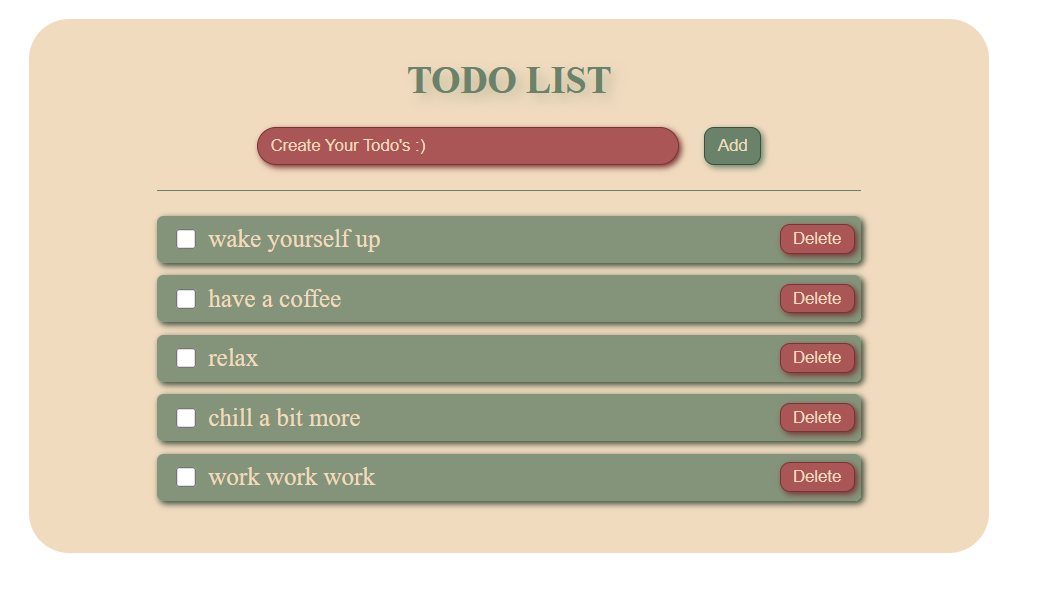 TODO LIST
Create Your Todo's :) Add
wake yourself up Delete
have a coffee Delete
relax Delete
chill a bit more Delete
work work work Delete